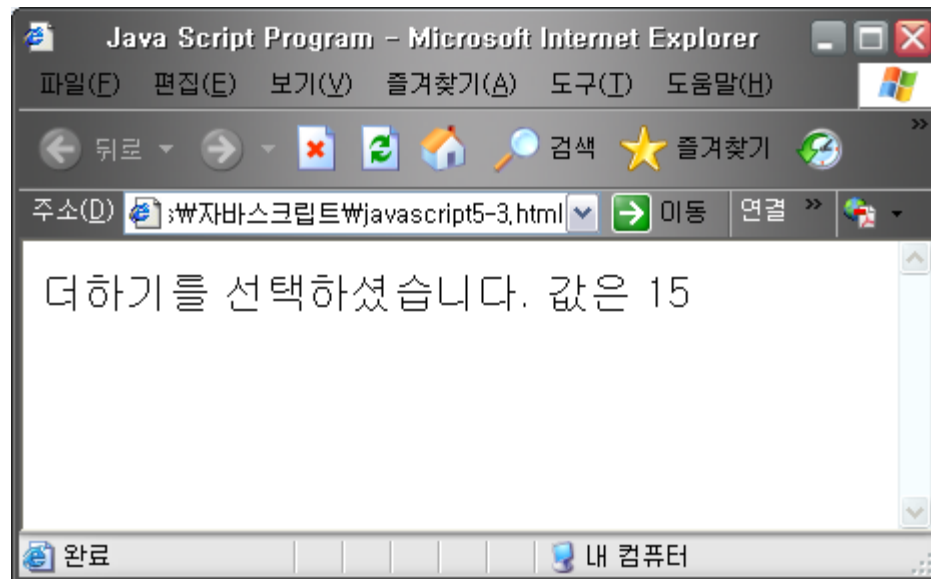 Java Script Program - Microsoft Internet Explorer
파일(F) 편집(E) 보기(V) 즐겨찾기(A) 도구(T) 도움말(H)
뒤로 검색 즐겨찾기 »
주소(D) s₩자바스크립트₩javascript5-3.html 이동 연결 »
더하기를 선택하셨습니다. 값은 15
완료 내 컴퓨터